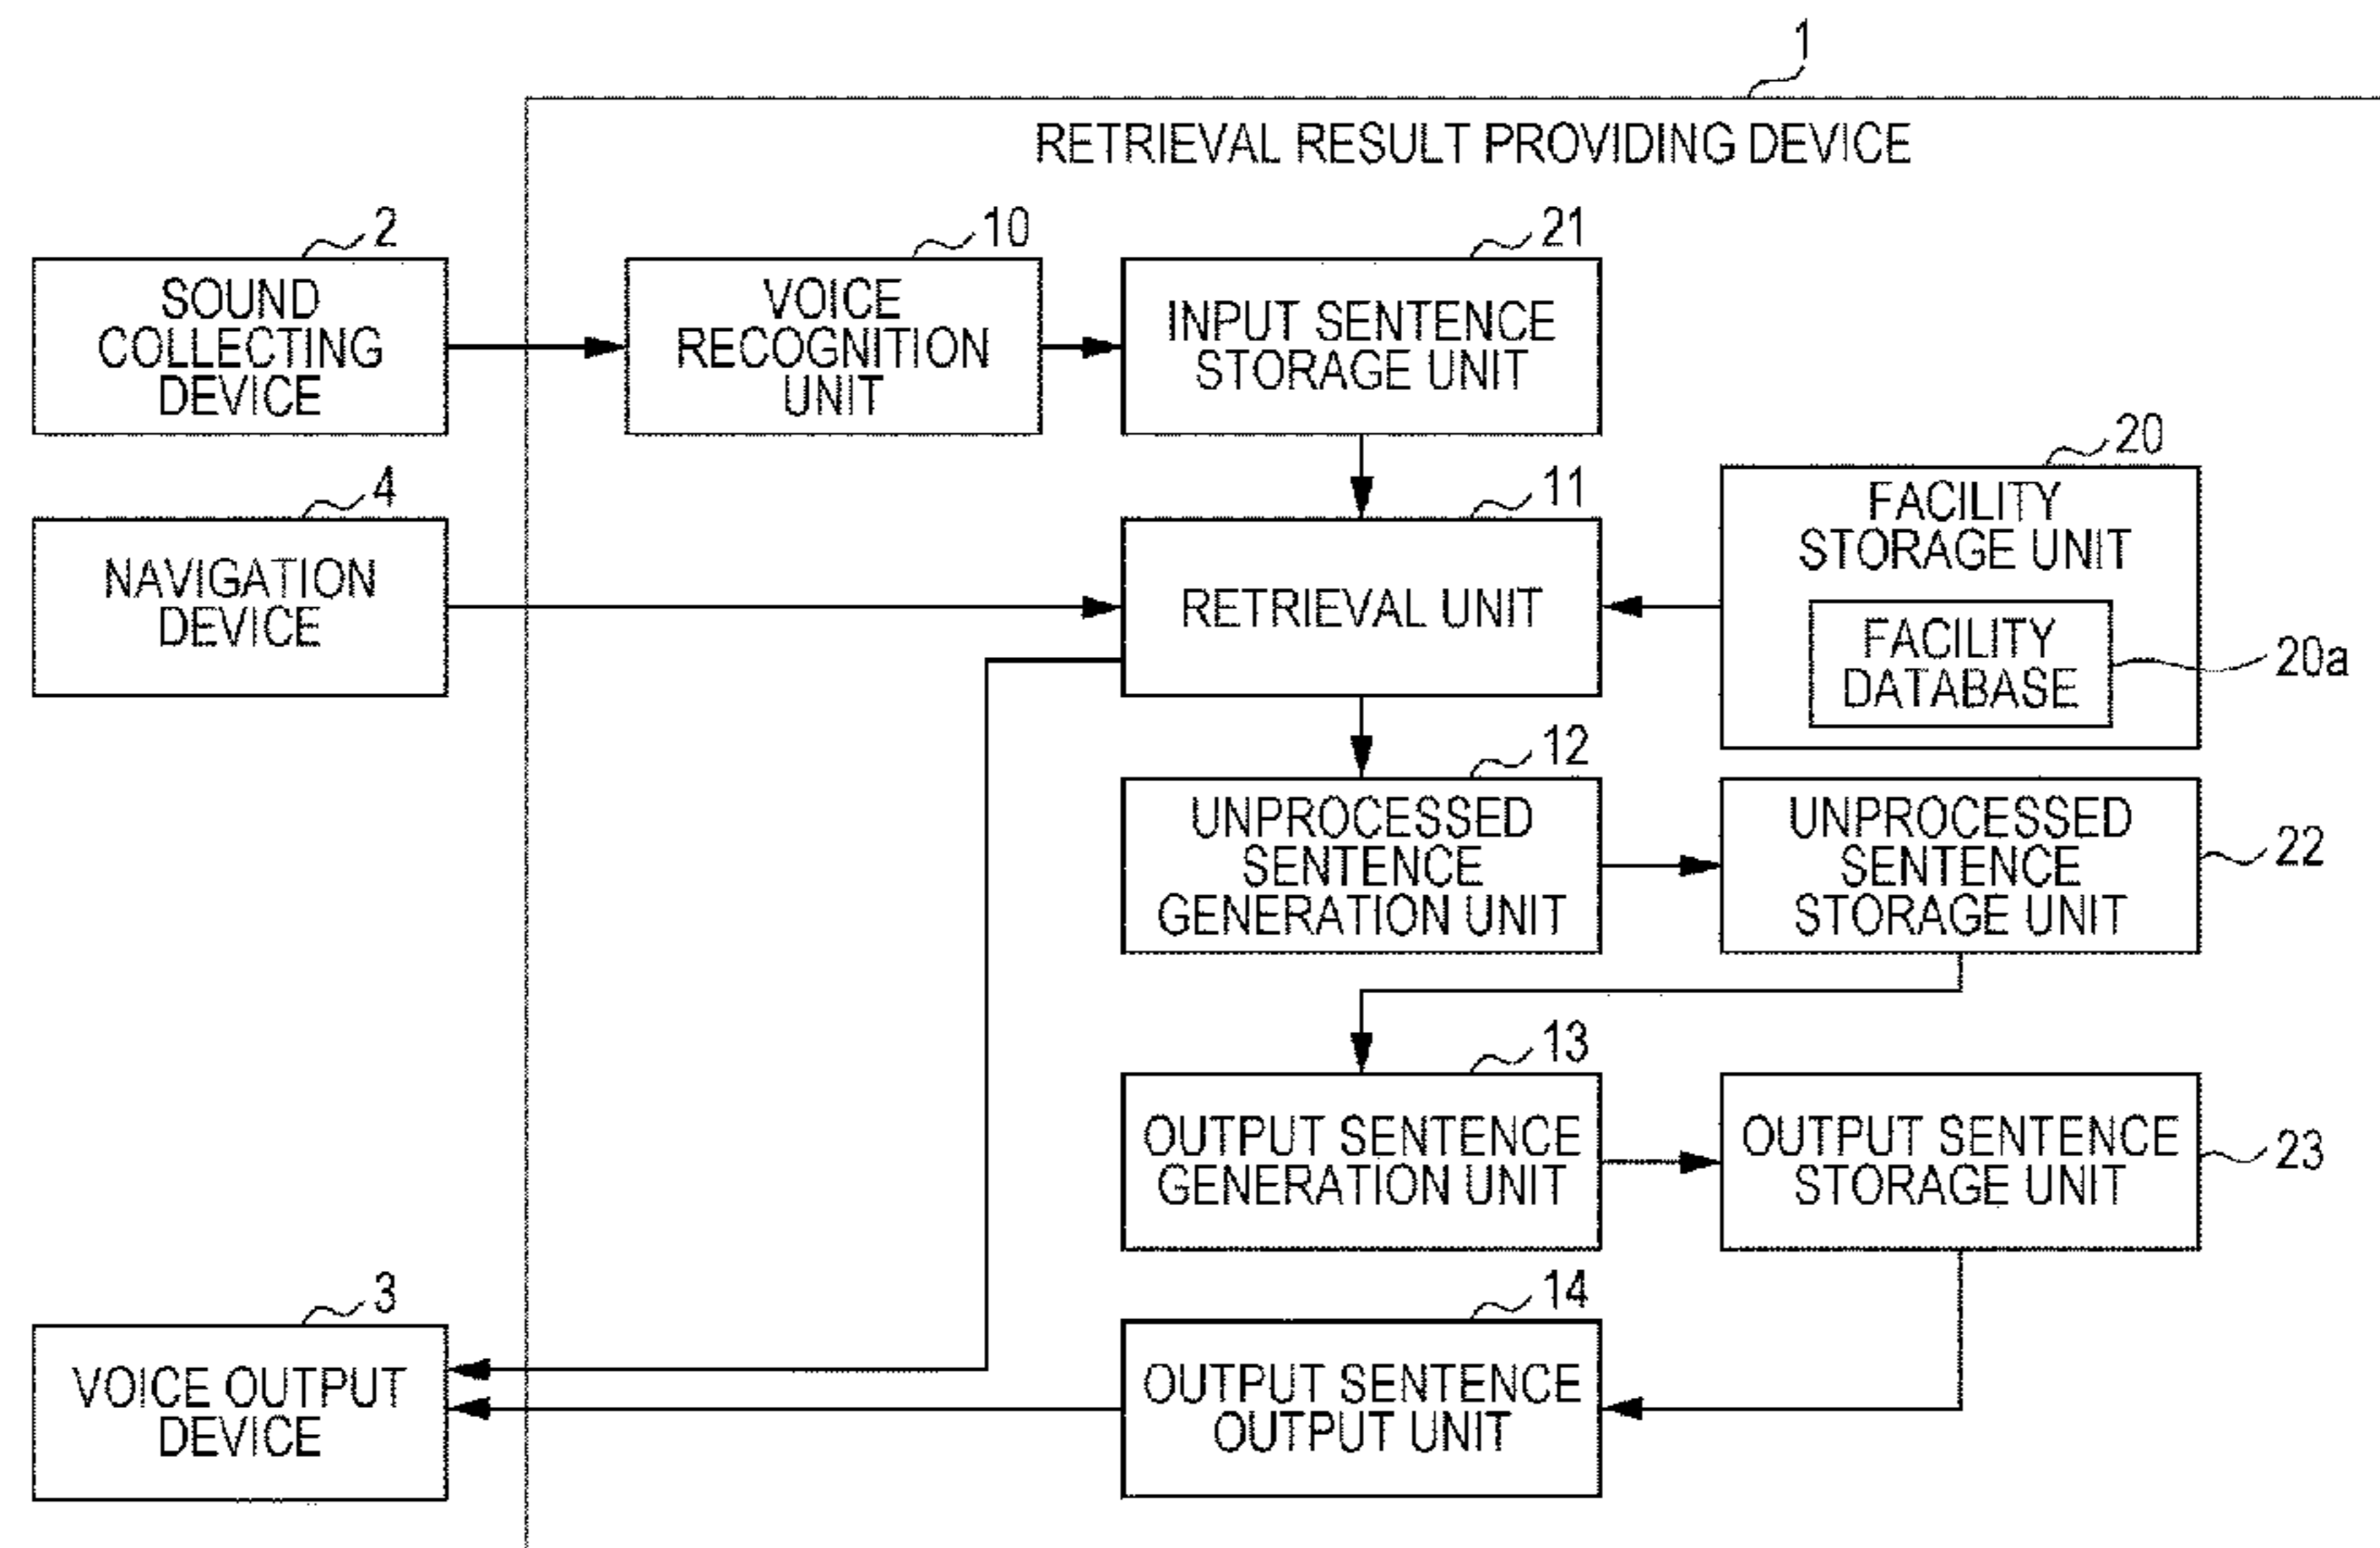 1
RETRIEVAL RESULT PROVIDING DEVICE
2
SOUND
COLLECTING
DEVICE
10
VOICE
RECOGNITION
UNIT
21
INPUT SENTENCE
STORAGE UNIT
4
NAVIGATION
DEVICE
11
RETRIEVAL UNIT
20
FACILITY
STORAGE UNIT
FACILITY
DATABASE
20a
12
UNPROCESSED
SENTENCE
GENERATION UNIT
UNPROCESSED
SENTENCE
STORAGE UNIT
22
13
OUTPUT SENTENCE
GENERATION UNIT
OUTPUT SENTENCE
STORAGE UNIT
23
3
VOICE OUTPUT
DEVICE
14
OUTPUT SENTENCE
OUTPUT UNIT